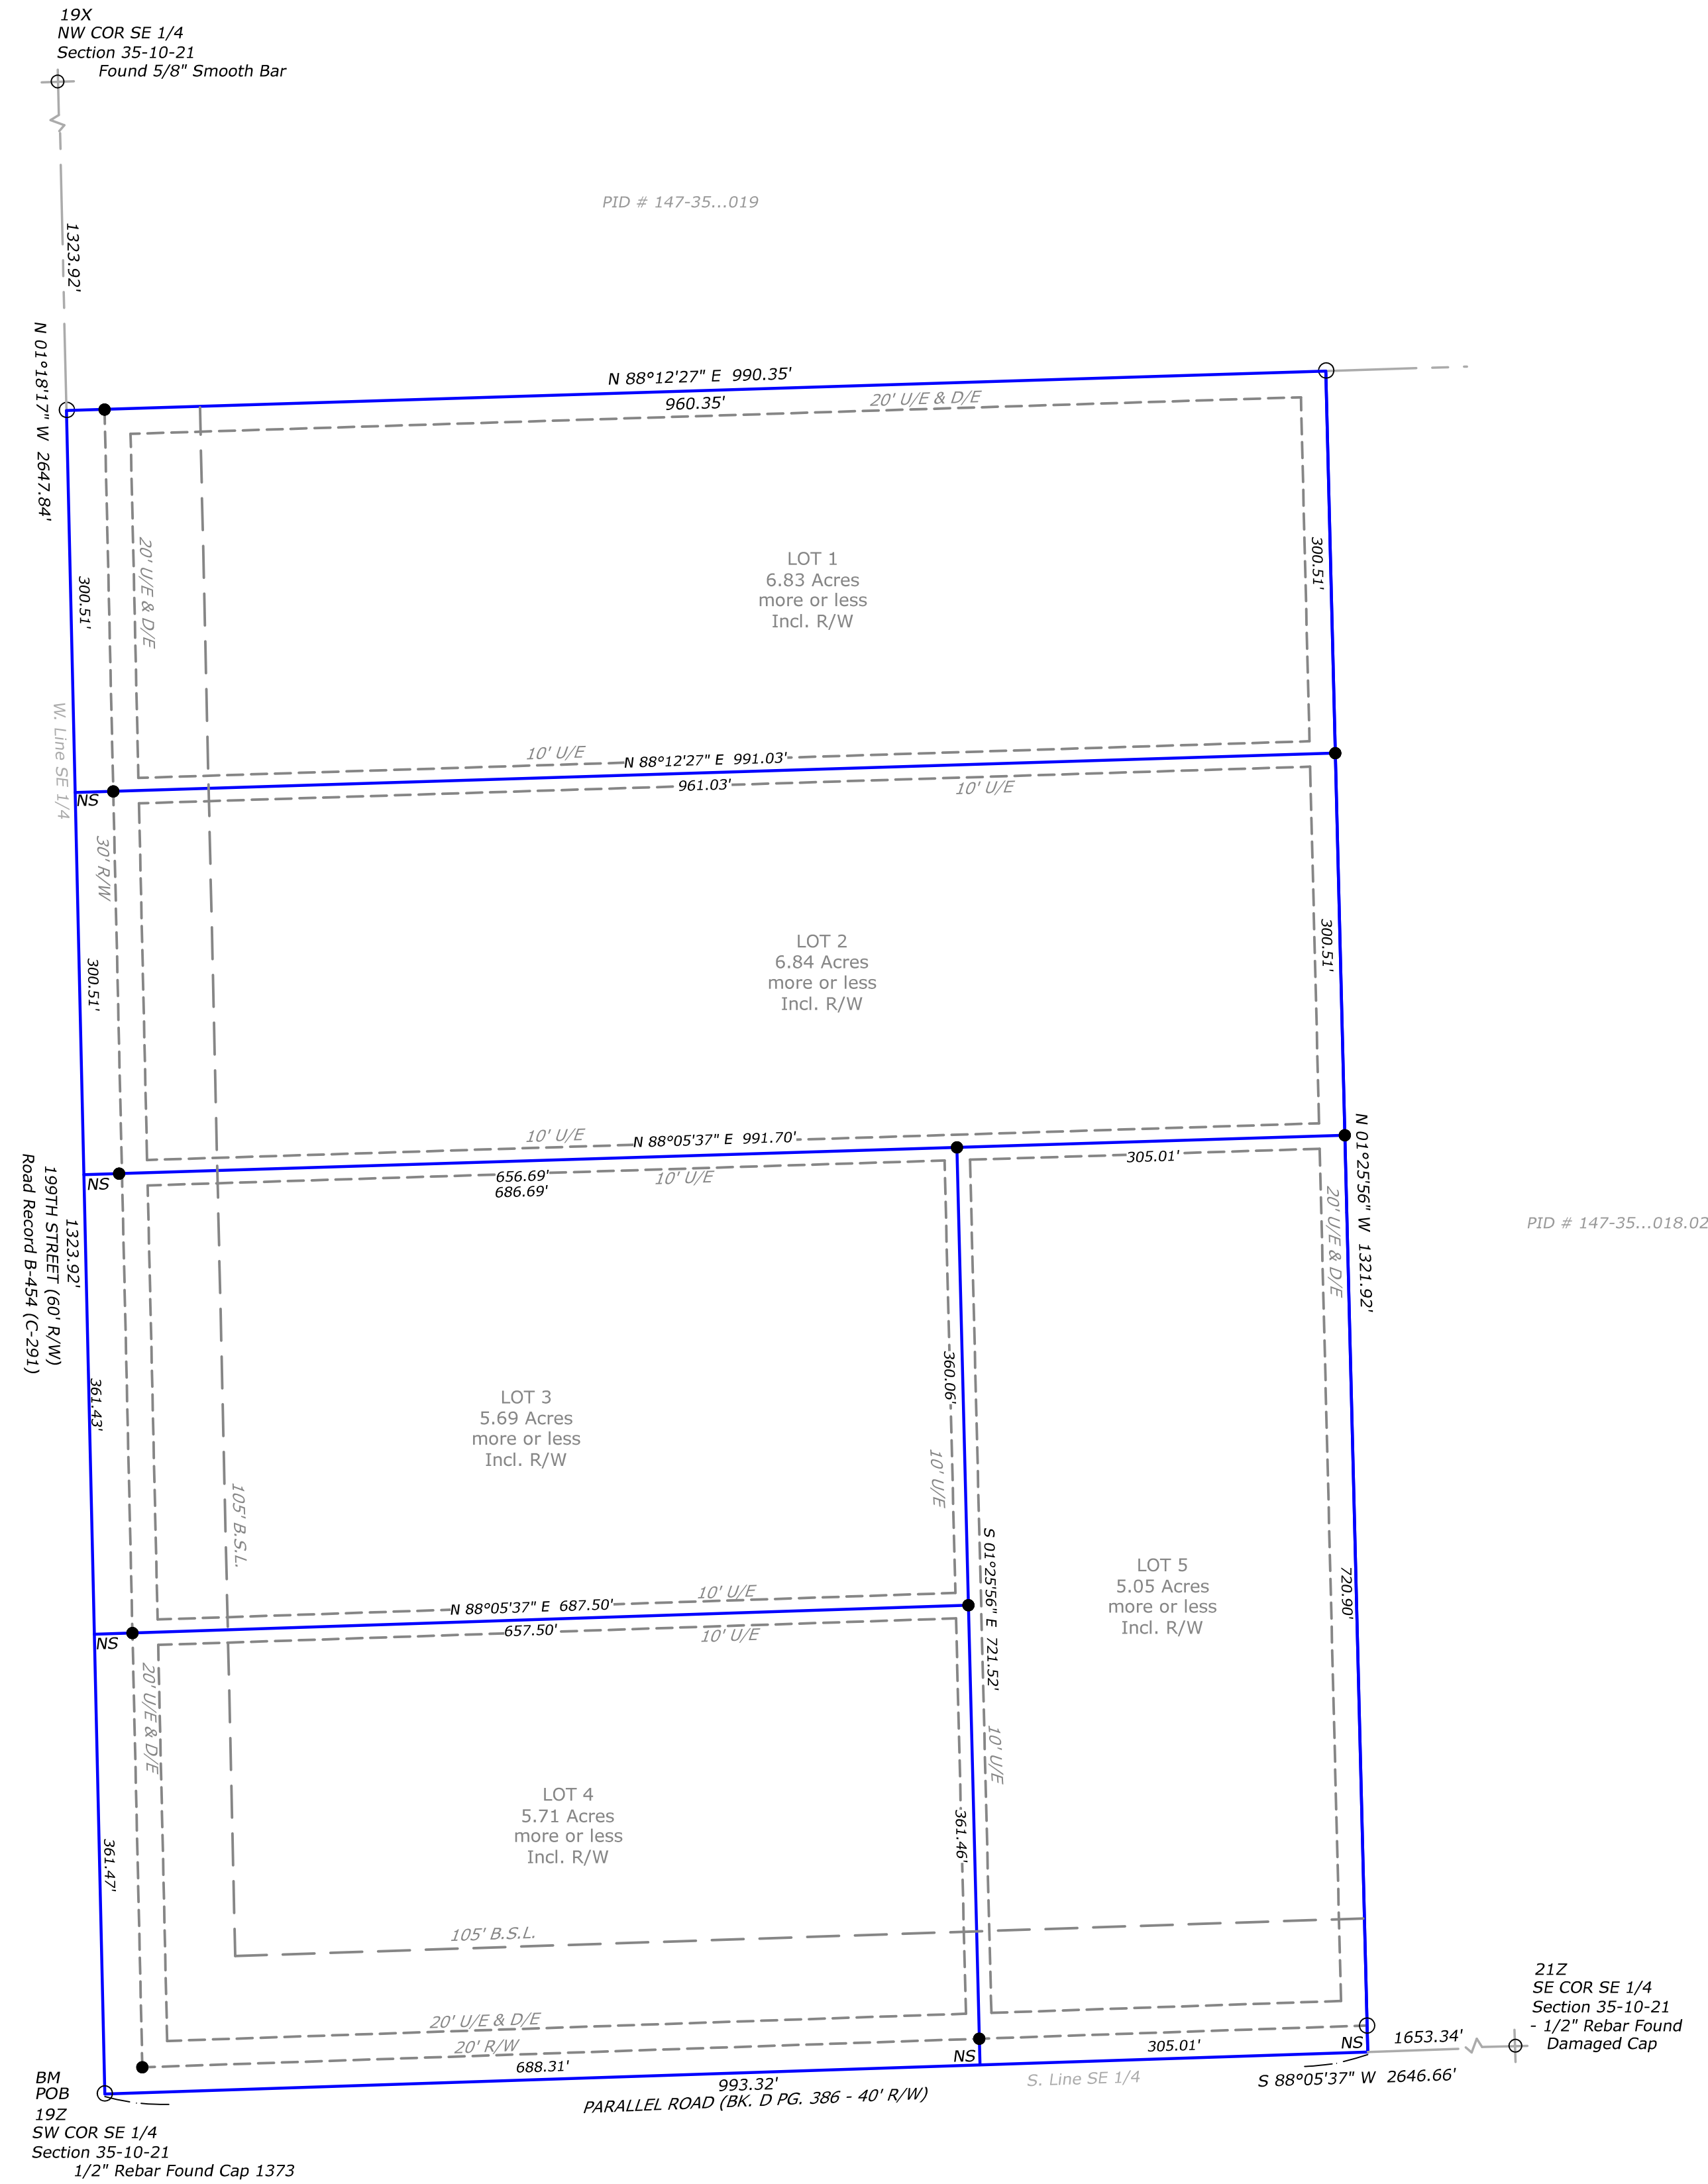 19X
NW COR SE 1/4
Section 35-10-21
Found 5/8" Smooth Bar
PID # 147-35...019
1323.92'
N 01°18'17" W 2647.84'
N 88°12'27" E 990.35'
960.35'
20' U/E & D/E
20' U/E & D/E
300.51'
300.51'
LOT 1
6.83 Acres
more or less
Incl. R/W
W. Line SE 1/4
10' U/E
N 88°12'27" E 991.03'
961.03'
10' U/E
NS
30' R/W
300.51'
300.51'
LOT 2
6.84 Acres
more or less
Incl. R/W
10' U/E
N 88°05'37" E 991.70'
305.01'
656.69'
686.69'
10' U/E
NS
N 01°25'56" W 1321.92'
20' U/E & D/E
PID # 147-35...018.02
1323.92'
199TH STREET (60' R/W)
Road Record B-454 (C-291)
361.43'
360.06'
LOT 3
5.69 Acres
more or less
Incl. R/W
10' U/E
105' B.S.L.
S 01°25'56" E 721.52'
LOT 5
5.05 Acres
more or less
Incl. R/W
720.90'
10' U/E
N 88°05'37" E 687.50'
657.50'
10' U/E
NS
20' U/E & D/E
10' U/E
LOT 4
5.71 Acres
more or less
Incl. R/W
361.47'
361.46'
105' B.S.L.
20' U/E & D/E
20' R/W
688.31'
NS
305.01'
NS
1653.34'
21Z
SE COR SE 1/4
Section 35-10-21
- 1/2" Rebar Found
Damaged Cap
993.32'
S. Line SE 1/4
S 88°05'37" W 2646.66'
PARALLEL ROAD (BK. D PG. 386 - 40' R/W)
BM
POB
19Z
SW COR SE 1/4
Section 35-10-21
1/2" Rebar Found Cap 1373